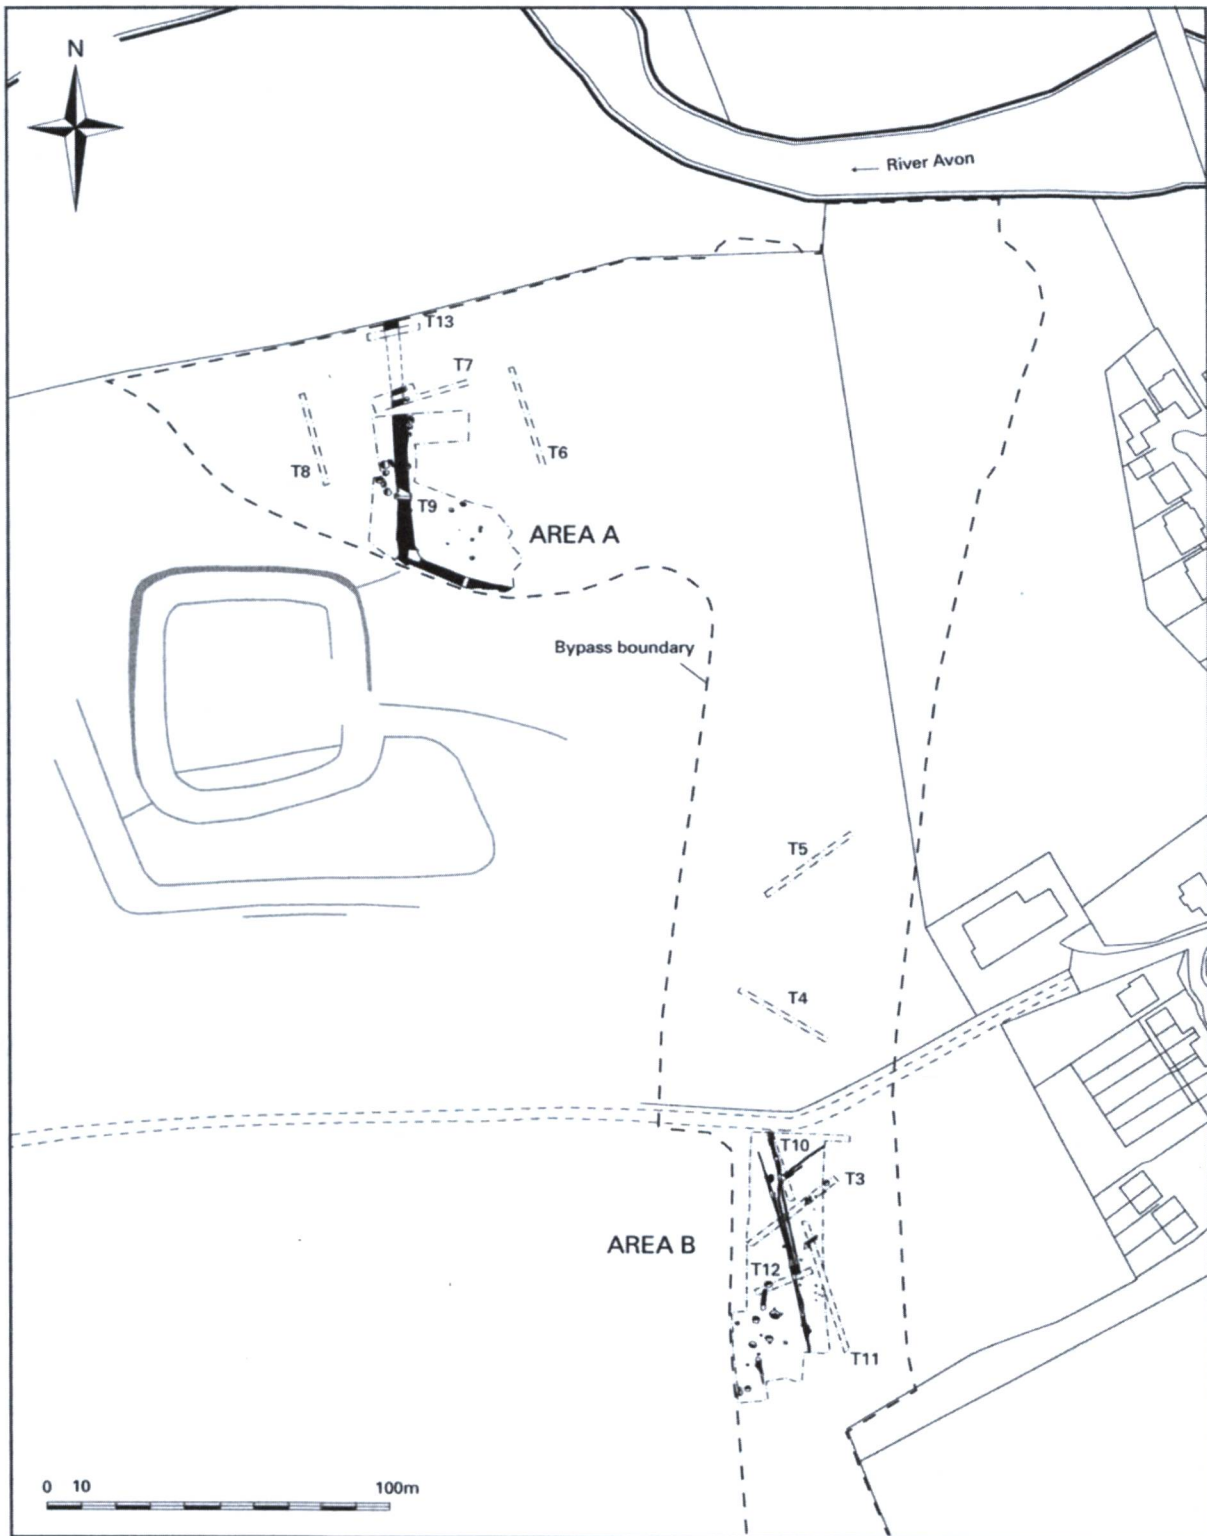 N
River Avon
T13
T7
T6
T8
T9
AREA A
Bypass boundary
T5
T4
T10
T3
AREA B
T12
T11
0 10 100m